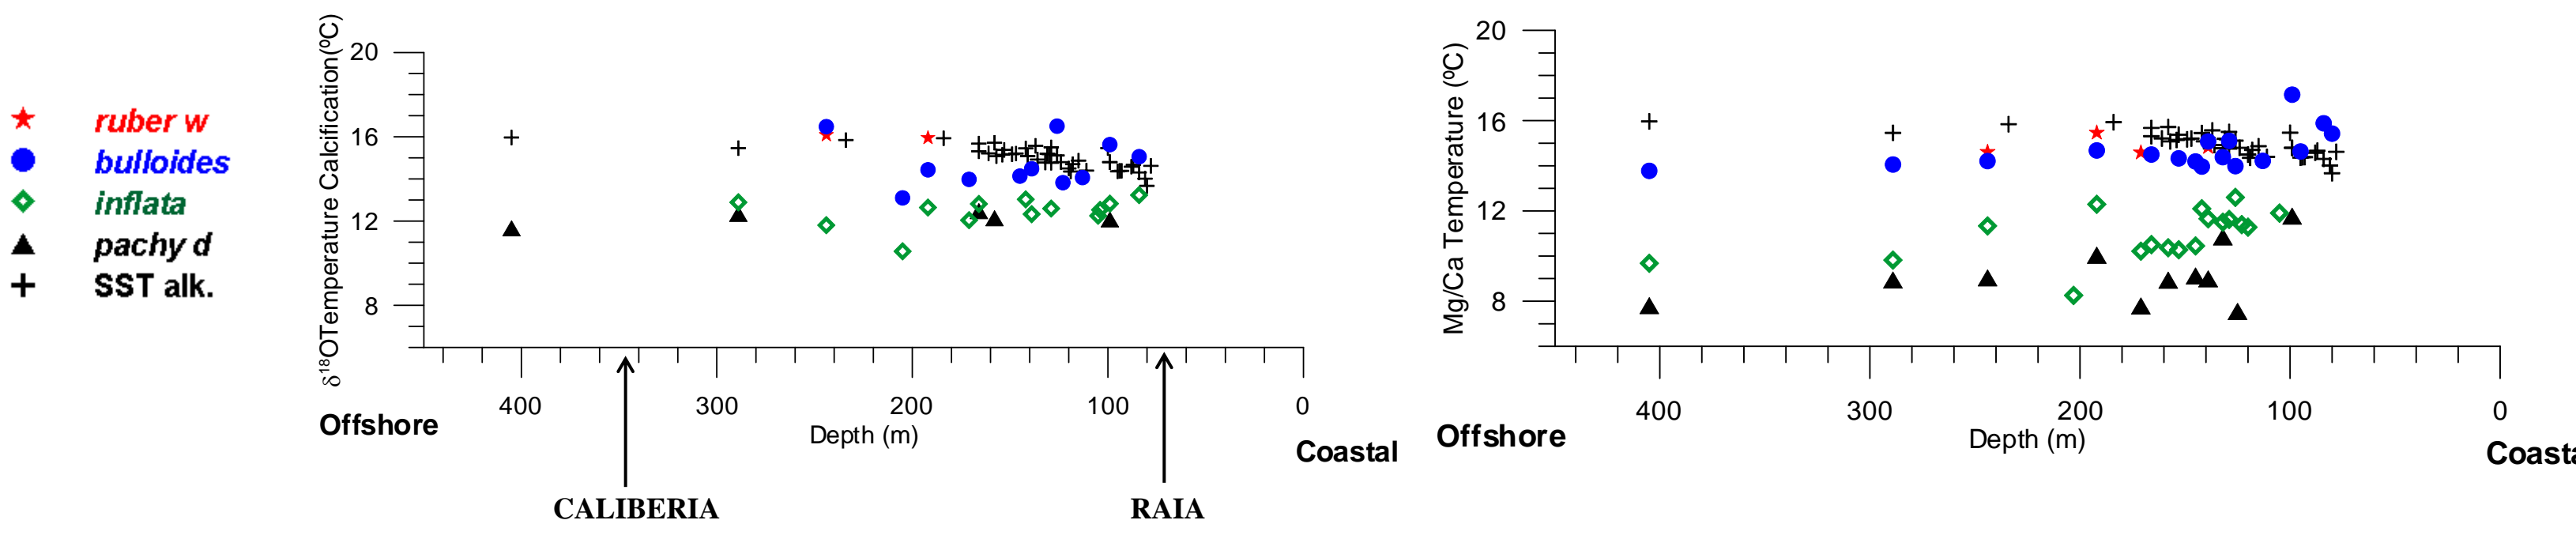 ruber w
bulloides
inflata
pachy d
SST alk.
δ18OTemperature Calcification(ºC)
20
16
12
8
400
300
200
100
0
Offshore
Depth (m)
Coastal
CALIBERIA
RAIA
Mg/Ca Temperature (ºC)
20
16
12
8
400
300
200
100
0
Offshore
Depth (m)
Coasta